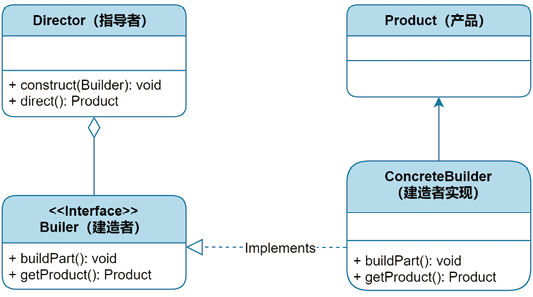 Director（指导者）
+ construct(Builder): void
+ direct(): Product
Product（产品）
<<Interface>>
Builer（建造者）
+ buildPart(): void
+ getProduct(): Product
Implements
ConcreteBuilder
（建造者实现）
+ buildPart(): void
+ getProduct(): Product